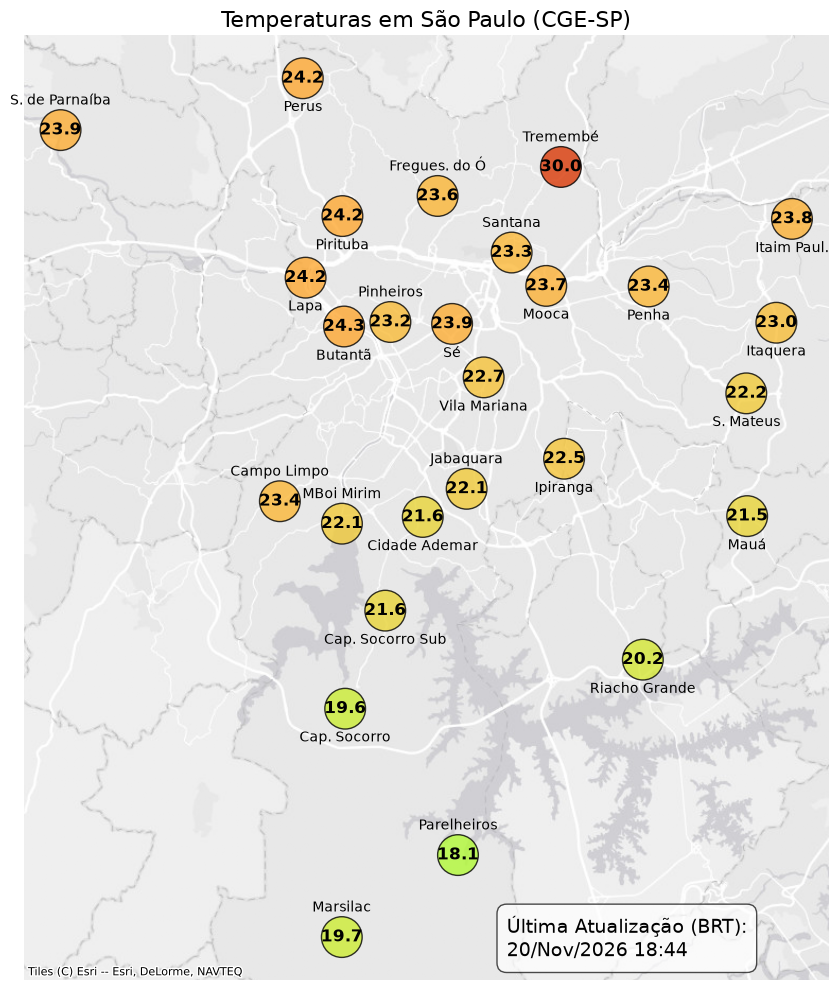 Temperaturas em São Paulo (CGE-SP)
24.2
Perus
S. de Parnaíba
23.9
Tremembé
30.0
Fregues. do Ó
23.6
24.2
Pirituba
23.8
Itaim Paul.
Santana
23.3
24.2
Lapa
23.7
Mooca
23.4
Penha
Pinheiros
23.2
24.3
Butantã
23.9
Sé
23.0
Itaquera
22.7
Vila Mariana
22.2
S. Mateus
22.5
Ipiranga
Jabaquara
22.1
Campo Limpo
23.4
MBoi Mirim
22.1
21.6
Cidade Ademar
21.5
Mauá
21.6
Cap. Socorro Sub
20.2
Riacho Grande
19.6
Cap. Socorro
Parelheiros
18.1
Marsilac
19.7
Última Atualização (BRT):
20/Nov/2026 18:44
Tiles (C) Esri -- Esri, DeLorme, NAVTEQ